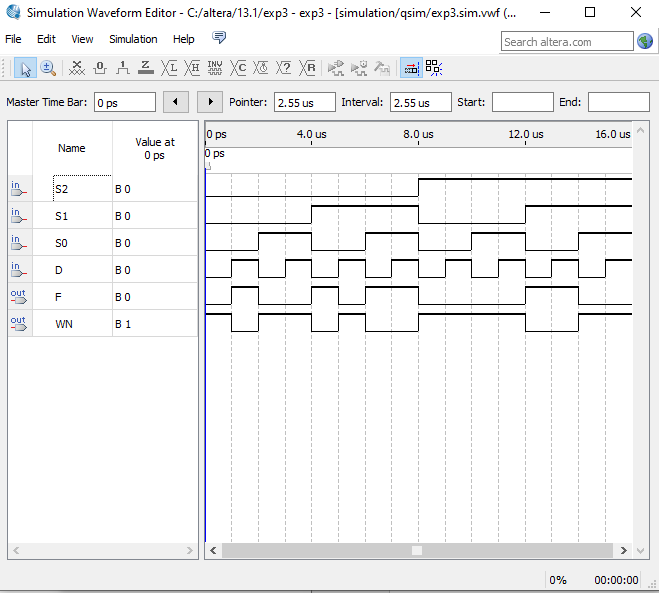 Simulation Waveform Editor - C:/altera/13.1/exp3 - exp3 - [simulation/qsim/exp3.sim.vwf (...
File Edit View Simulation Help
Search altera.com
Master Time Bar: 0 ps Pointer: 2.55 us Interval: 2.55 us Start: End:
Name Value at 0 ps
0 ps 4.0 us 8.0 us 12.0 us 16.0 us
0 ps
in S2 B 0
in S1 B 0
in S0 B 0
in D B 0
out F B 0
out WN B 1
0% 00:00:00